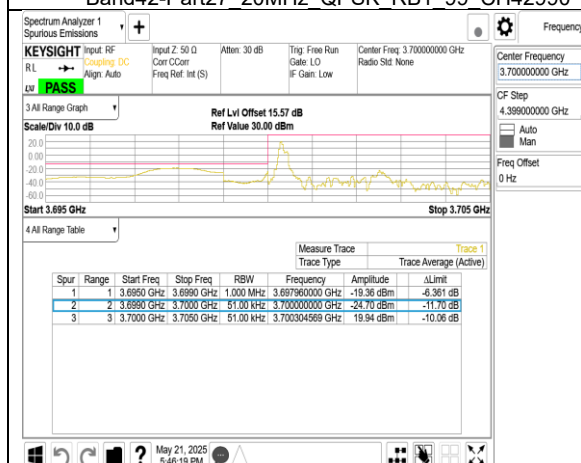 Band42-Part27_20MHz_QPSK_RB1_99_CH42990
Spectrum Analyzer 1
Spurious Emissions
Frequency
KEYSIGHT Input: RF Input Z: 50 Ω Atten: 30 dB Trig: Free Run Center Freq: 3.700000000 GHz
RL Coupling: DC Corr CCorr Gate: LO Radio Std: None
Align: Auto Freq Ref: Int (S) IF Gain: Low
LXI PASS
Center Frequency
3.700000000 GHz
CF Step
4.399000000 GHz
Auto
Man
Freq Offset
0 Hz
3 All Range Graph
Ref Lvl Offset 15.57 dB
Scale/Div 10.0 dB Ref Value 30.00 dBm
20.0
0.00
-20.0
-40.0
-60.0
Start 3.695 GHz Stop 3.705 GHz
4 All Range Table
Measure Trace Trace 1
Trace Type Trace Average (Active)
Spur Range Start Freq Stop Freq RBW Frequency Amplitude ΔLimit
1 1 3.6950 GHz 3.6990 GHz 1.000 MHz 3.697960000 GHz -19.36 dBm -6.361 dB
2 2 3.6990 GHz 3.7000 GHz 51.00 kHz 3.700000000 GHz -24.70 dBm -11.70 dB
3 3 3.7000 GHz 3.7050 GHz 51.00 kHz 3.700304569 GHz 19.94 dBm -10.06 dB
May 21, 2025
5:46:19 PM